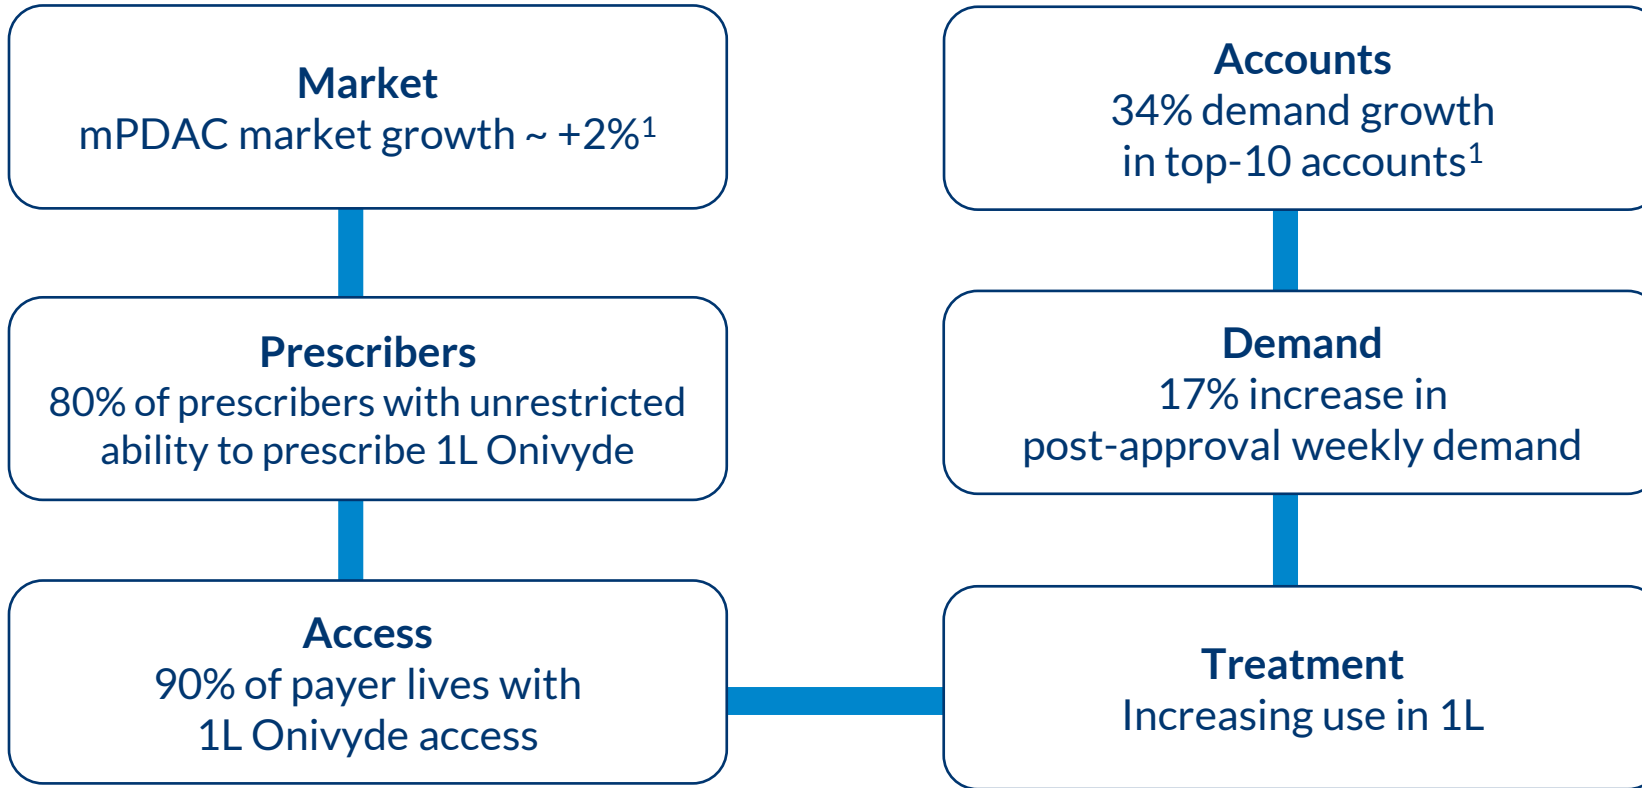 Market
mPDAC market growth ~ +2%¹
Prescribers
80% of prescribers with unrestricted
ability to prescribe 1L Onivyde
Access
90% of payer lives with
1L Onivyde access
Accounts
34% demand growth
in top-10 accounts¹
Demand
17% increase in
post-approval weekly demand
Treatment
Increasing use in 1L